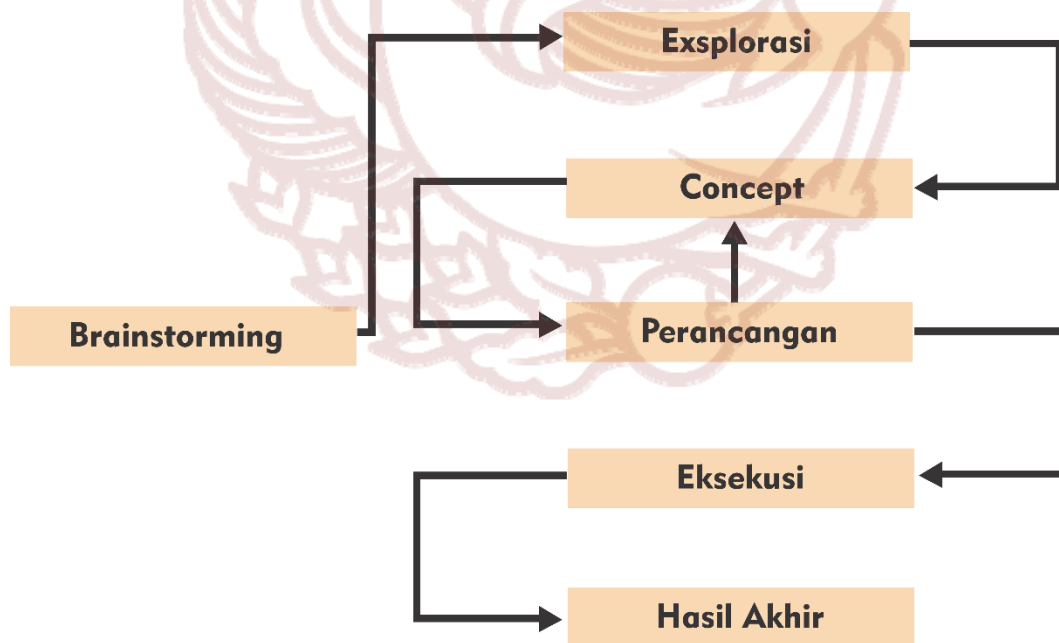 Exsplorasi
Concept
Brainstorming
Perancangan
Eksekusi
Hasil Akhir